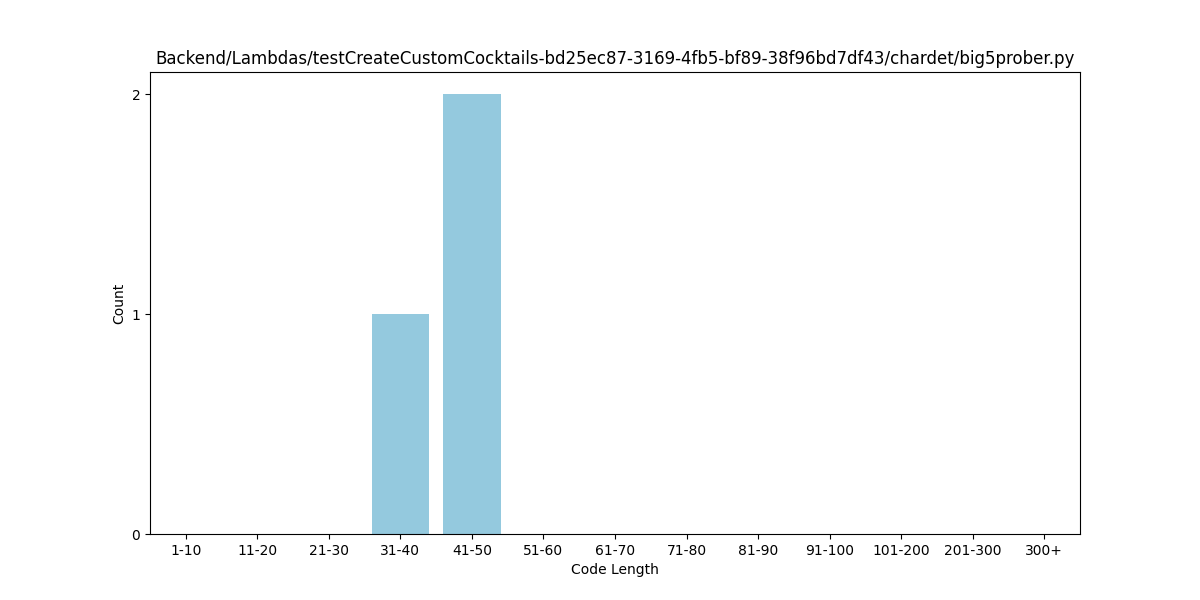 Backend/Lambdas/testCreateCustomCocktails-bd25ec87-3169-4fb5-bf89-38f96bd7df43/chardet/big5prober.py
2
1
0
Count
1-10 11-20 21-30 31-40 41-50 51-60 61-70 71-80 81-90 91-100 101-200 201-300 300+
Code Length